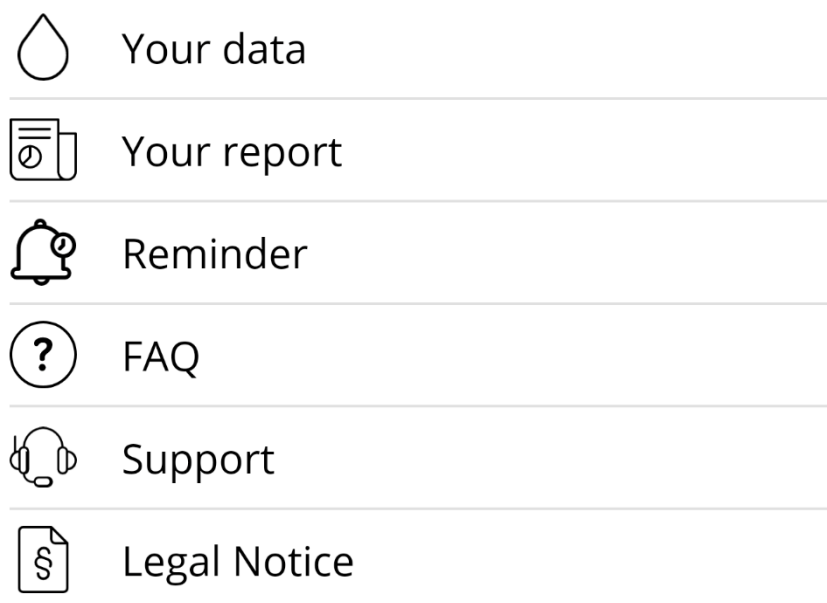 Your data
Your report
Reminder
?
FAQ
Support
§
Legal Notice